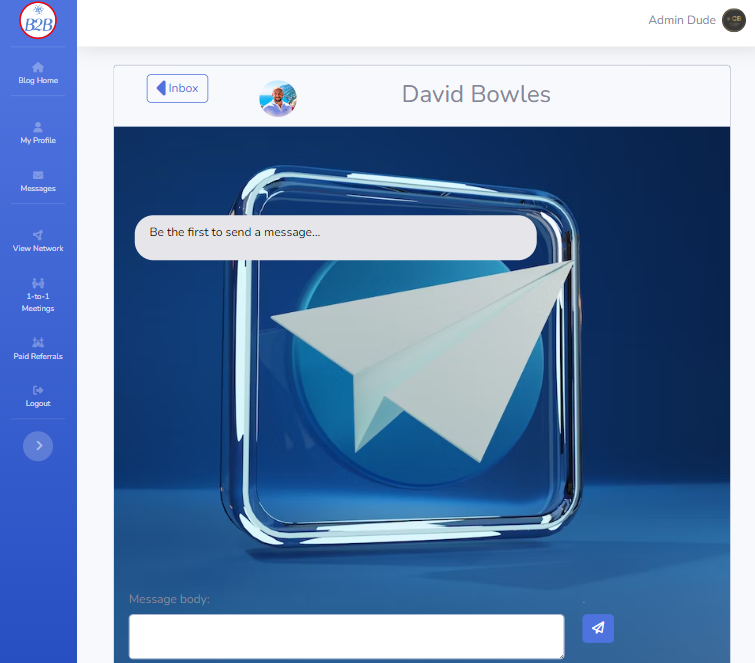 B2B
Admin Dude
Blog Home
My Profile
Messages
View Network
1-to-1
Meetings
Paid Referrals
Logout
Inbox
David Bowles
Be the first to send a message...
Message body: